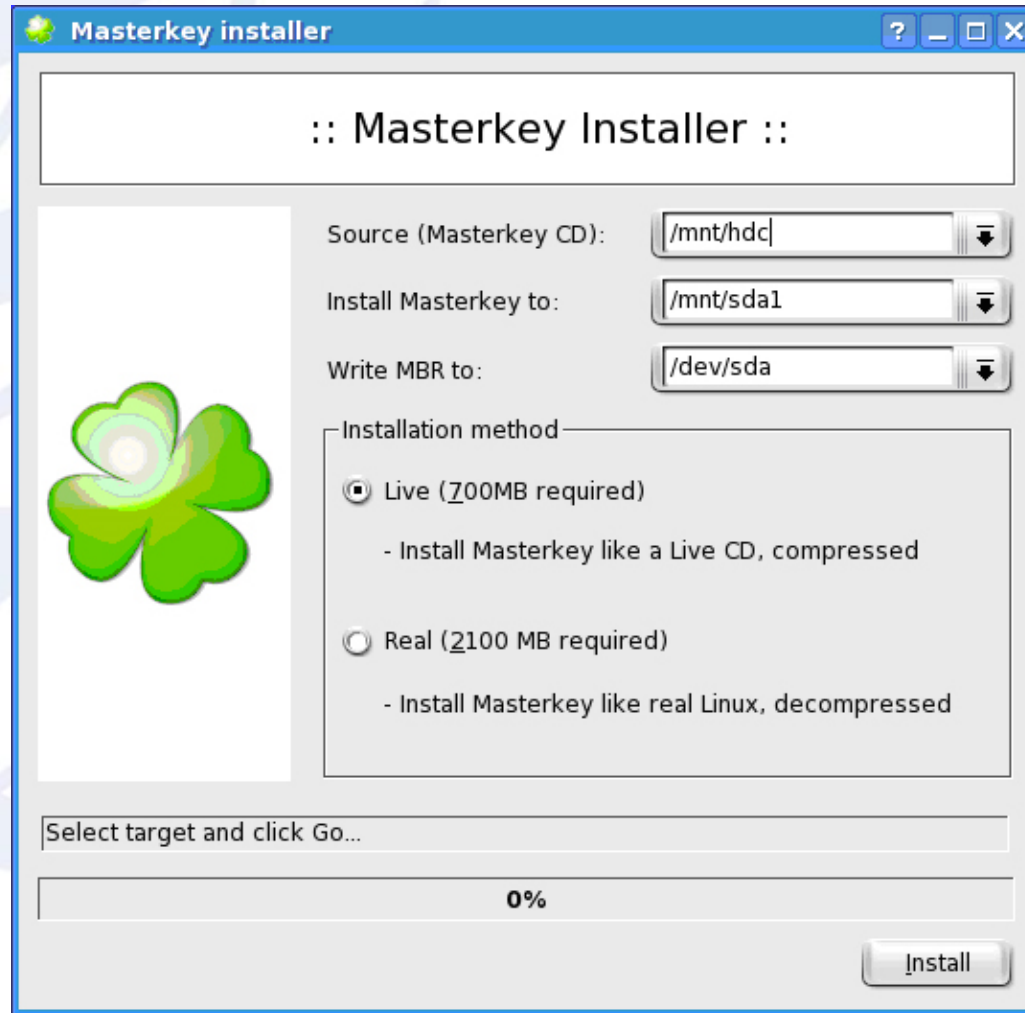 Masterkey installer
:: Masterkey Installer ::
Source (Masterkey CD):
/mnt/hdc
Install Masterkey to:
/mnt/sda1
Write MBR to:
/dev/sda
Installation method
Live (700MB required)
- Install Masterkey like a Live CD, compressed
Real (2100 MB required)
- Install Masterkey like real Linux, decompressed
Select target and click Go...
0%
Install